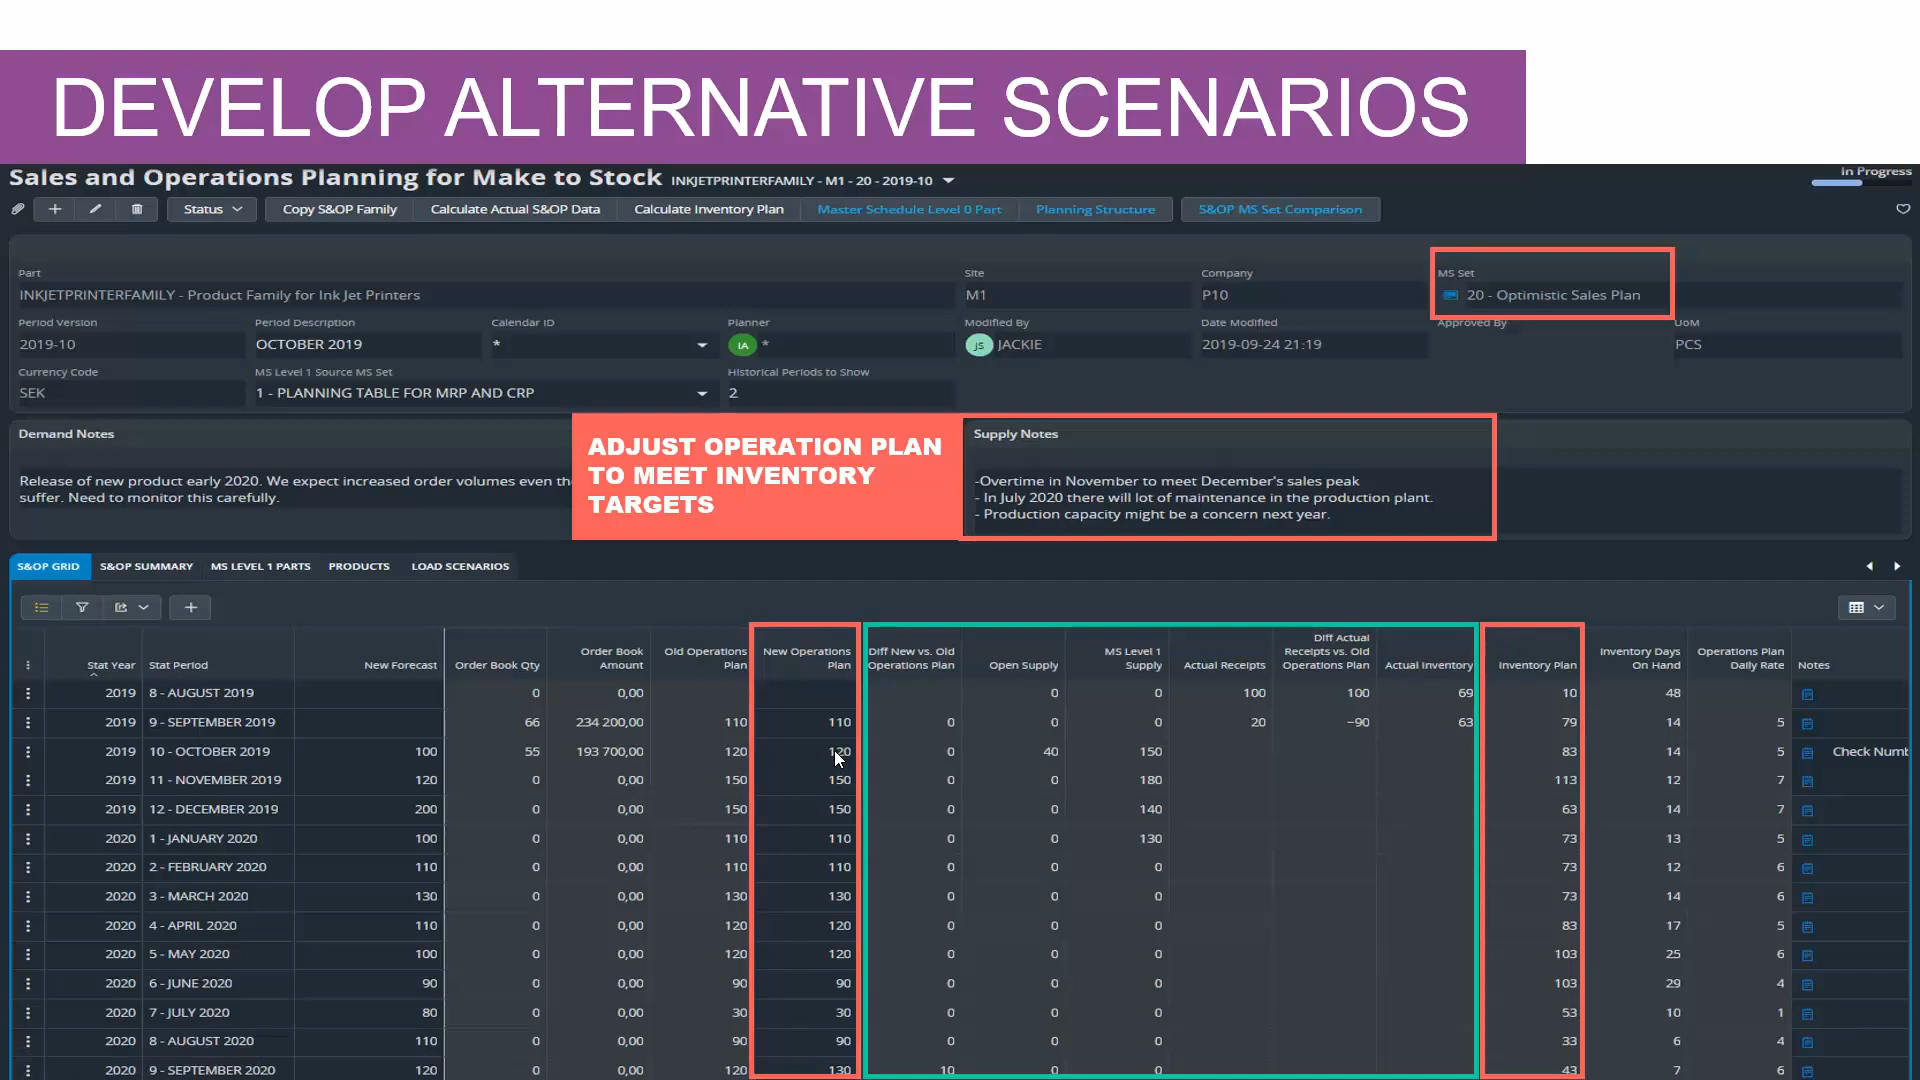 DEVELOP ALTERNATIVE SCENARIOS
Sales and Operations Planning for Make to Stock INKJETPRINTERFAMILY - M1 - 20 - 2019-10
In Progress
Status Copy S&OP Family Calculate Actual S&OP Data Calculate Inventory Plan Master Schedule Level 0 Part Planning Structure S&OP MS Set Comparison
Part Site Company MS Set
INKJETPRINTERFAMILY - Product Family for Ink Jet Printers M1 P10 20 - Optimistic Sales Plan
Period Version Period Description Calendar ID Planner Modified By Date Modified Approved By UoM
2019-10 OCTOBER 2019 * IA * JS JACKIE 2019-09-24 21:19 PCS
Currency Code MS Level 1 Source MS Set Historical Periods to Show
SEK 1 - PLANNING TABLE FOR MRP AND CRP 2
Demand Notes
Release of new product early 2020. We expect increased order volumes even
suffer. Need to monitor this carefully.
ADJUST OPERATION PLAN
TO MEET INVENTORY
TARGETS
Supply Notes
-Overtime in November to meet December's sales peak
- In July 2020 there will lot of maintenance in the production plant.
- Production capacity might be a concern next year.
S&OP GRID S&OP SUMMARY MS LEVEL 1 PARTS PRODUCTS LOAD SCENARIOS
Stat Year Stat Period New Forecast Order Book Qty Order Book Amount Old Operations Plan New Operations Plan Diff New vs. Old Operations Plan Open Supply MS Level 1 Supply Actual Receipts Diff Actual Receipts vs. Old Operations Plan Actual Inventory Inventory Plan Inventory Days On Hand Operations Plan Daily Rate Notes
2019 8 - AUGUST 2019 0 0,00 0 0 100 100 69 10 48
2019 9 - SEPTEMBER 2019 66 234 200,00 110 110 0 0 0 20 −90 63 79 14 5
2019 10 - OCTOBER 2019 100 55 193 700,00 120 120 0 40 150 83 14 5 Check
2019 11 - NOVEMBER 2019 120 0 0,00 150 150 0 0 180 113 12 7
2019 12 - DECEMBER 2019 200 0 0,00 150 150 0 0 140 63 14 7
2020 1 - JANUARY 2020 100 0 0,00 110 110 0 0 130 73 13 5
2020 2 - FEBRUARY 2020 110 0 0,00 110 110 0 0 0 73 12 6
2020 3 - MARCH 2020 130 0 0,00 130 130 0 0 0 73 14 6
2020 4 - APRIL 2020 110 0 0,00 120 120 0 0 0 83 17 5
2020 5 - MAY 2020 100 0 0,00 120 120 0 0 0 103 25 6
2020 6 - JUNE 2020 90 0 0,00 90 90 0 0 0 103 29 4
2020 7 - JULY 2020 80 0 0,00 30 30 0 0 0 53 10 1
2020 8 - AUGUST 2020 110 0 0,00 90 90 0 0 0 33 6 4
2020 9 - SEPTEMBER 2020 120 0 0,00 120 130 10 0 0 43 7 6